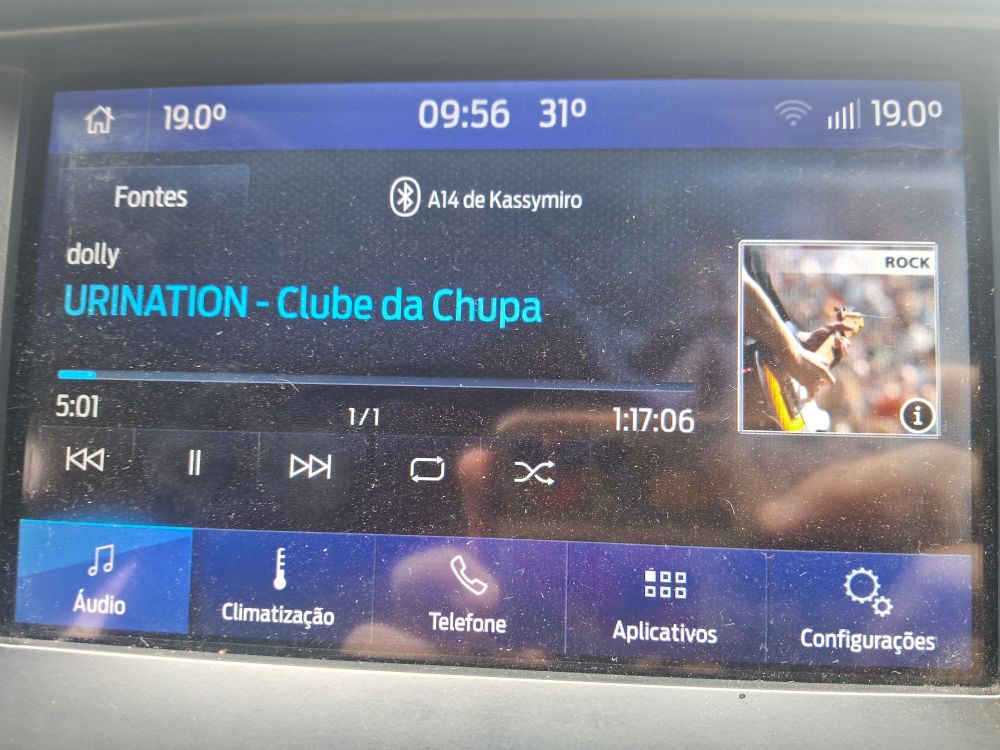 19.0º 09:56 31º 19.0º
Fontes A14 de Kassymiro
dolly
ROCK
URINATION - Clube da Chupa
5:01 1/1 1:17:06
i
Áudio Climatização Telefone Aplicativos Configurações